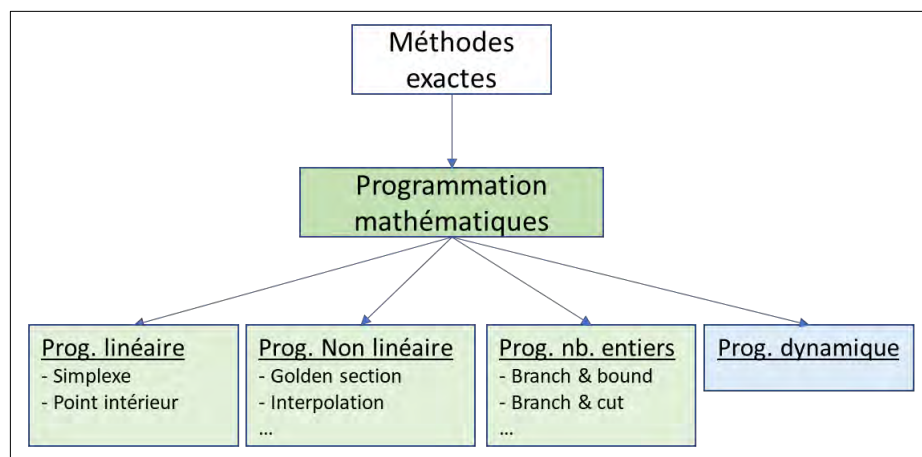 Méthodes
exactes
Programmation
mathématiques
Prog. linéaire
- Simplexe
- Point intérieur
Prog. Non linéaire
- Golden section
- Interpolation
...
Prog. nb. entiers
- Branch & bound
- Branch & cut
...
Prog. dynamique